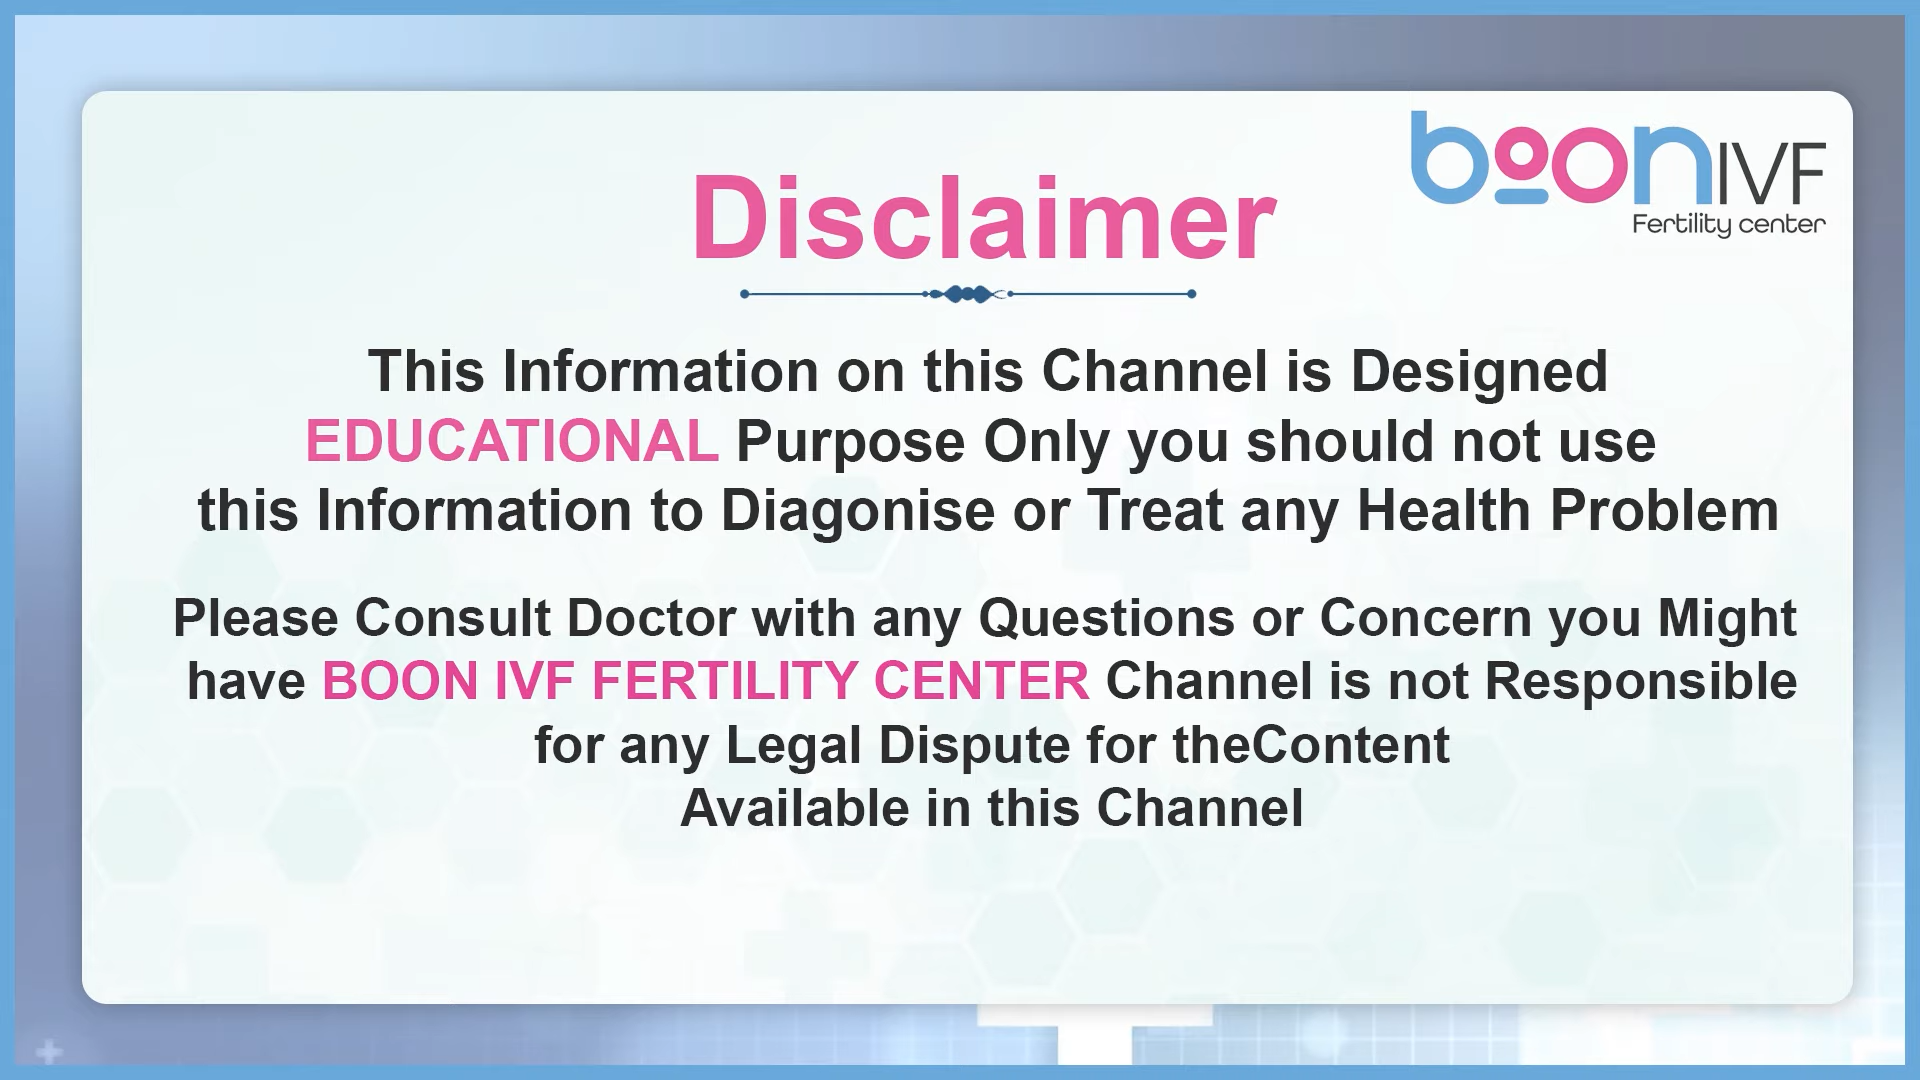 boon IVF
Fertility center
Disclaimer
This Information on this Channel is Designed
EDUCATIONAL Purpose Only you should not use
this Information to Diagonise or Treat any Health Problem
Please Consult Doctor with any Questions or Concern you Might
have BOON IVF FERTILITY CENTER Channel is not Responsible
for any Legal Dispute for theContent
Available in this Channel